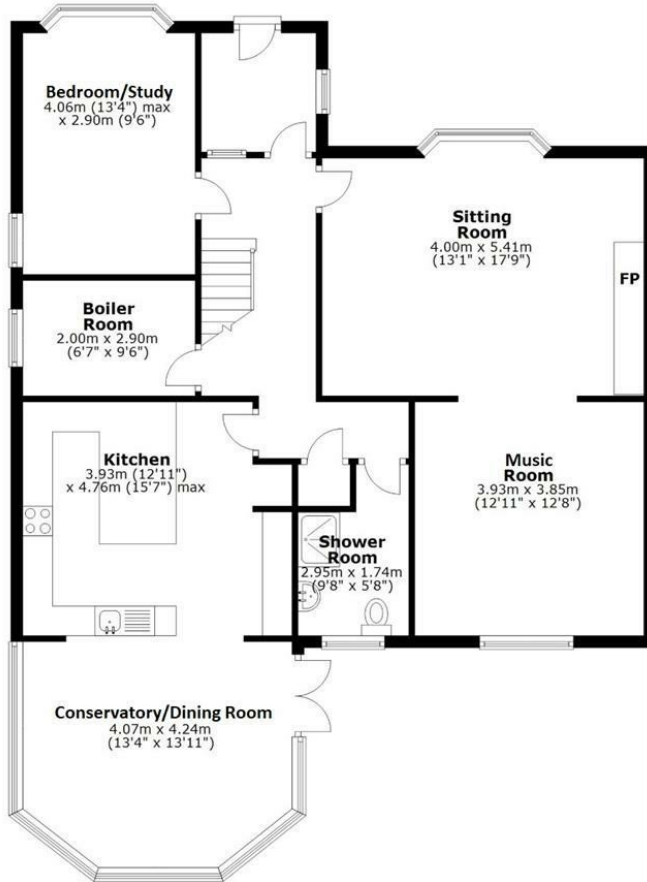 Bedroom/Study
4.06m (13'4") max
x 2.90m (9'6")
Sitting
Room
4.00m x 5.41m
(13'1" x 17'9")
FP
Boiler
Room
2.00m x 2.90m
(6'7" x 9'6")
Kitchen
3.93m (12'11")
x 4.76m (15'7") max
Music
Room
3.93m x 3.85m
(12'11" x 12'8")
Shower
Room
2.95m x 1.74m
(9'8" x 5'8")
Conservatory/Dining Room
4.07m x 4.24m
(13'4" x 13'11")